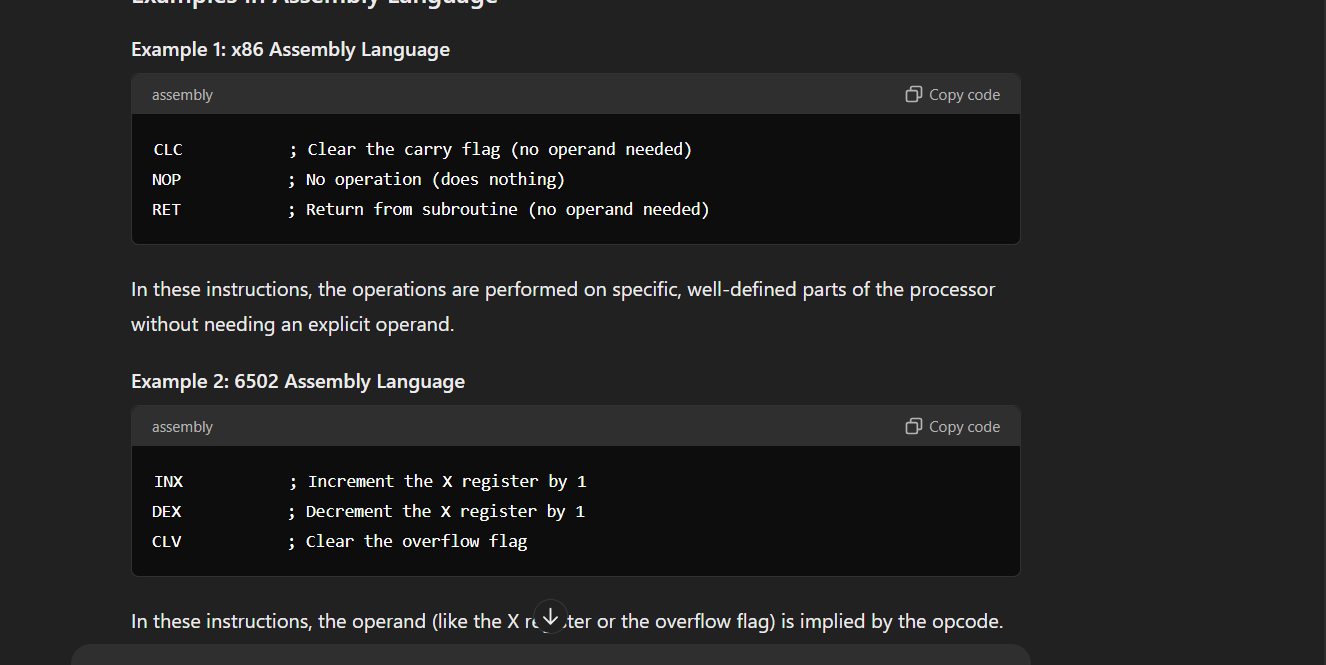 Example 1: x86 Assembly Language
assembly
Copy code
CLC ; Clear the carry flag (no operand needed)
NOP ; No operation (does nothing)
RET ; Return from subroutine (no operand needed)
In these instructions, the operations are performed on specific, well-defined parts of the processor
without needing an explicit operand.
Example 2: 6502 Assembly Language
assembly
Copy code
INX ; Increment the X register by 1
DEX ; Decrement the X register by 1
CLV ; Clear the overflow flag
In these instructions, the operand (like the X or the overflow flag) is implied by the opcode.